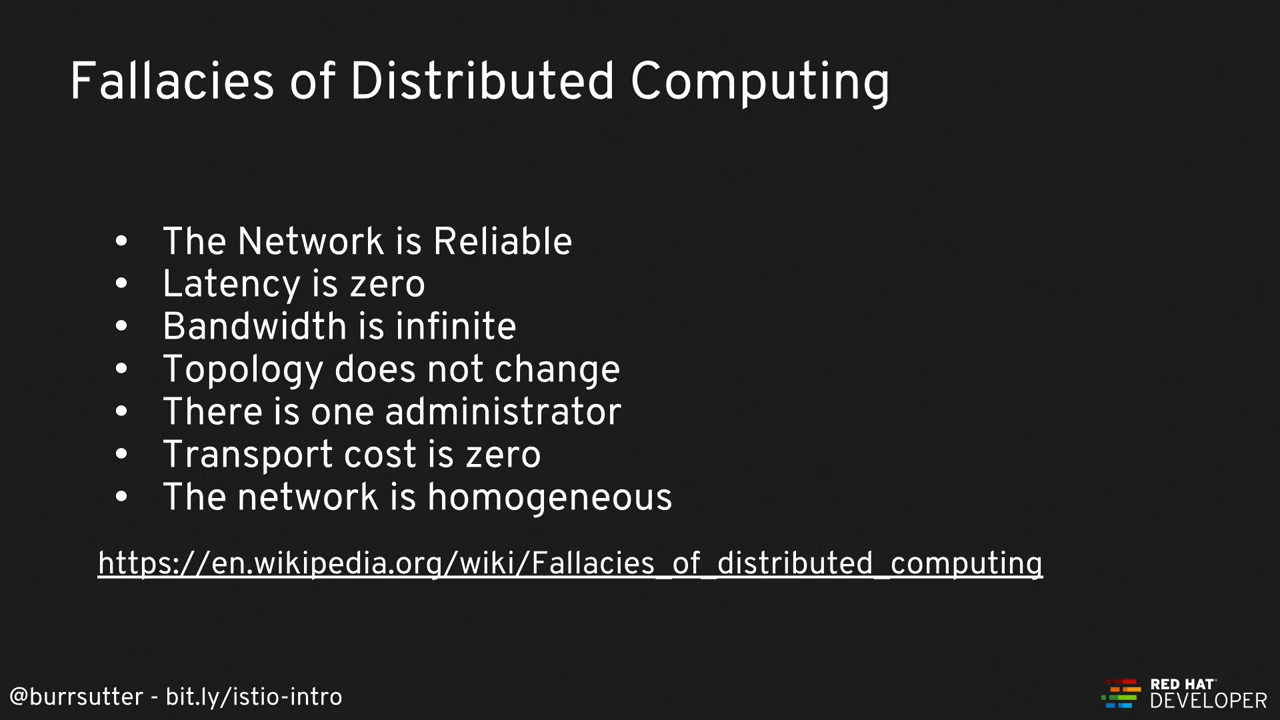 Fallacies of Distributed Computing
• The Network is Reliable
• Latency is zero
• Bandwidth is infinite
• Topology does not change
• There is one administrator
• Transport cost is zero
• The network is homogeneous
https://en.wikipedia.org/wiki/Fallacies_of_distributed_computing
@burrsutter - bit.ly/istio-intro
RED HAT
DEVELOPER